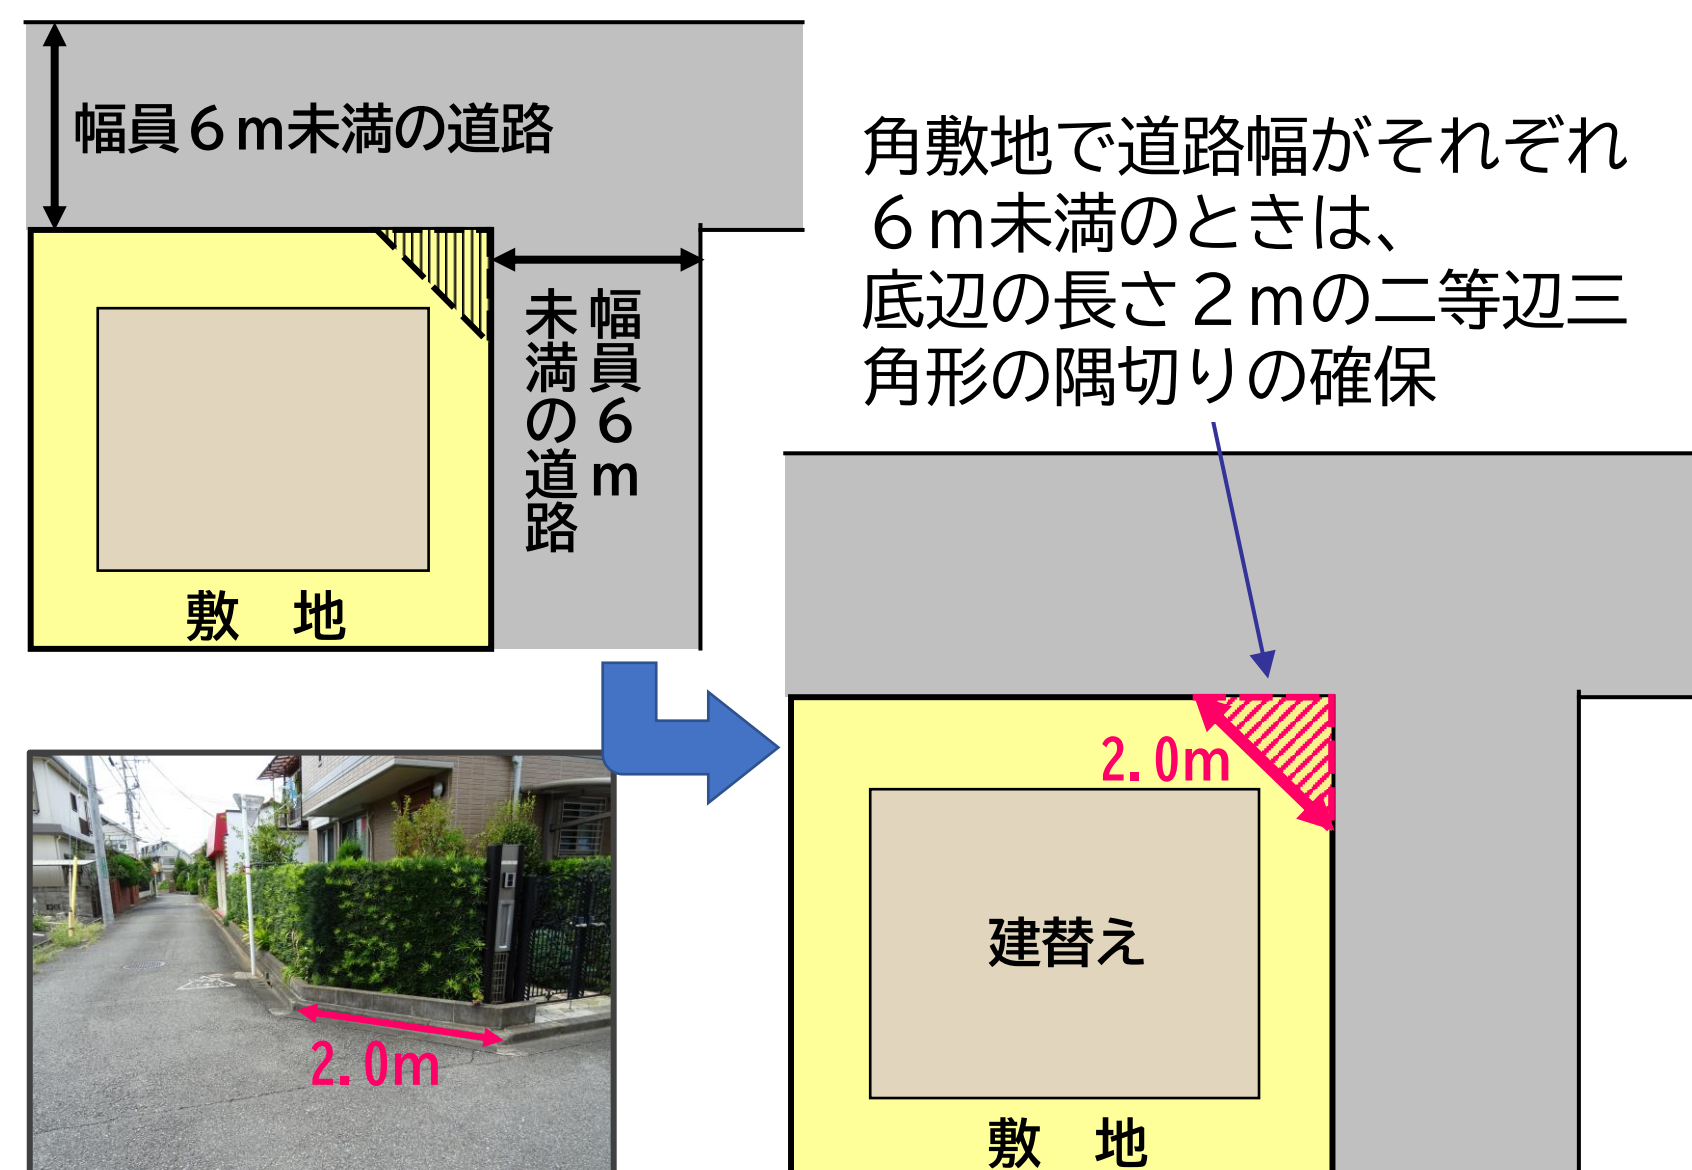 幅員６ｍ未満の道路
幅員６ｍ
未満の道路
敷　地
角敷地で道路幅がそれぞれ
６ｍ未満のときは、
底辺の長さ２ｍの二等辺三
角形の隅切りの確保
2.0m
建替え
敷　地
2.0m